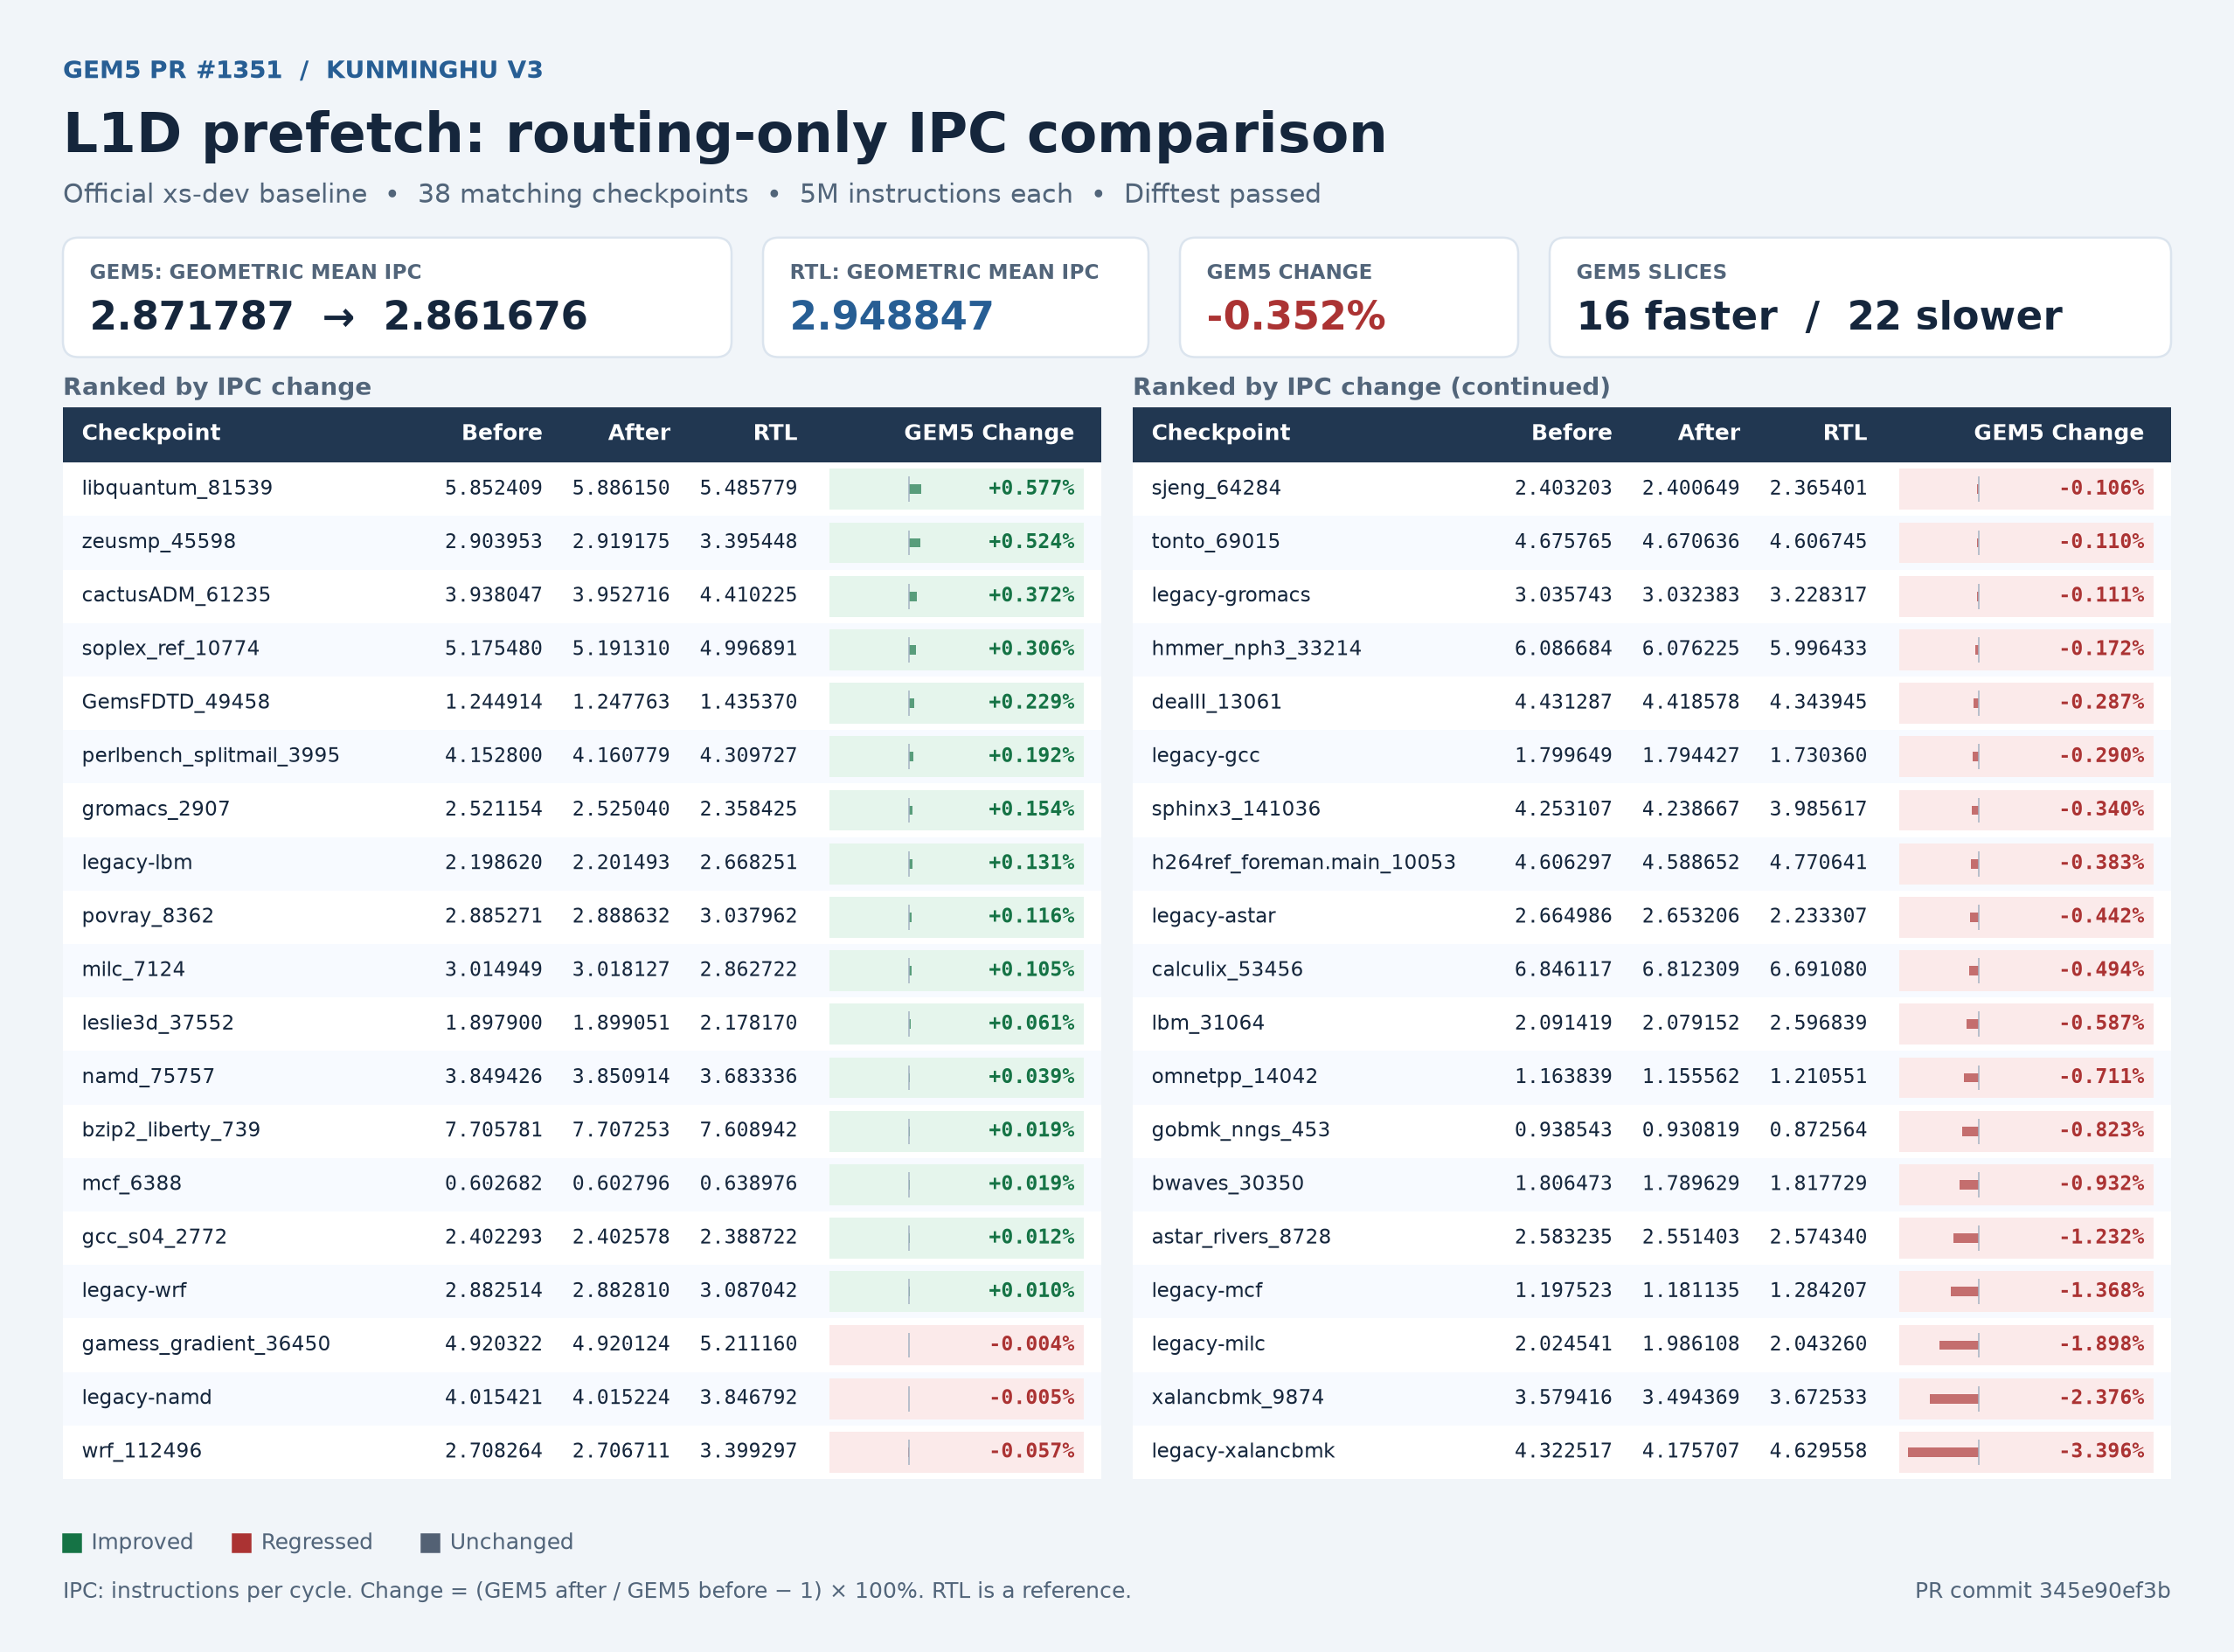 GEM5 PR #1351 / KUNMINGHU V3
L1D prefetch: routing-only IPC comparison
Official xs-dev baseline • 38 matching checkpoints • 5M instructions each • Difftest passed
GEM5: GEOMETRIC MEAN IPC
2.871787 → 2.861676
RTL: GEOMETRIC MEAN IPC
2.948847
GEM5 CHANGE
-0.352%
GEM5 SLICES
16 faster / 22 slower
Ranked by IPC change
Checkpoint Before After RTL GEM5 Change
libquantum_81539 5.852409 5.886150 5.485779 +0.577%
zeusmp_45598 2.903953 2.919175 3.395448 +0.524%
cactusADM_61235 3.938047 3.952716 4.410225 +0.372%
soplex_ref_10774 5.175480 5.191310 4.996891 +0.306%
GemsFDTD_49458 1.244914 1.247763 1.435370 +0.229%
perlbench_splitmail_3995 4.152800 4.160779 4.309727 +0.192%
gromacs_2907 2.521154 2.525040 2.358425 +0.154%
legacy-lbm 2.198620 2.201493 2.668251 +0.131%
povray_8362 2.885271 2.888632 3.037962 +0.116%
milc_7124 3.014949 3.018127 2.862722 +0.105%
leslie3d_37552 1.897900 1.899051 2.178170 +0.061%
namd_75757 3.849426 3.850914 3.683336 +0.039%
bzip2_liberty_739 7.705781 7.707253 7.608942 +0.019%
mcf_6388 0.602682 0.602796 0.638976 +0.019%
gcc_s04_2772 2.402293 2.402578 2.388722 +0.012%
legacy-wrf 2.882514 2.882810 3.087042 +0.010%
gamess_gradient_36450 4.920322 4.920124 5.211160 -0.004%
legacy-namd 4.015421 4.015224 3.846792 -0.005%
wrf_112496 2.708264 2.706711 3.399297 -0.057%
Ranked by IPC change (continued)
Checkpoint Before After RTL GEM5 Change
sjeng_64284 2.403203 2.400649 2.365401 -0.106%
tonto_69015 4.675765 4.670636 4.606745 -0.110%
legacy-gromacs 3.035743 3.032383 3.228317 -0.111%
hmmer_nph3_33214 6.086684 6.076225 5.996433 -0.172%
dealII_13061 4.431287 4.418578 4.343945 -0.287%
legacy-gcc 1.799649 1.794427 1.730360 -0.290%
sphinx3_141036 4.253107 4.238667 3.985617 -0.340%
h264ref_foreman.main_10053 4.606297 4.588652 4.770641 -0.383%
legacy-astar 2.664986 2.653206 2.233307 -0.442%
calculix_53456 6.846117 6.812309 6.691080 -0.494%
lbm_31064 2.091419 2.079152 2.596839 -0.587%
omnetpp_14042 1.163839 1.155562 1.210551 -0.711%
gobmk_nngs_453 0.938543 0.930819 0.872564 -0.823%
bwaves_30350 1.806473 1.789629 1.817729 -0.932%
astar_rivers_8728 2.583235 2.551403 2.574340 -1.232%
legacy-mcf 1.197523 1.181135 1.284207 -1.368%
legacy-milc 2.024541 1.986108 2.043260 -1.898%
xalancbmk_9874 3.579416 3.494369 3.672533 -2.376%
legacy-xalancbmk 4.322517 4.175707 4.629558 -3.396%
Improved Regressed Unchanged
IPC: instructions per cycle. Change = (GEM5 after / GEM5 before − 1) × 100%. RTL is a reference.
PR commit 345e90ef3b